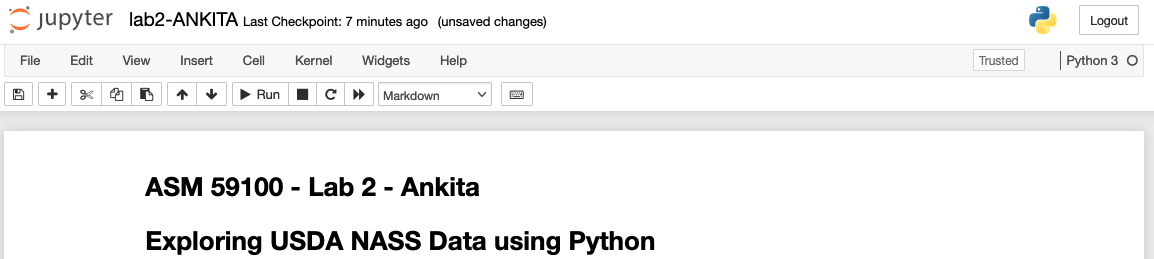 jupyter lab2-ANKITA Last Checkpoint: 7 minutes ago (unsaved changes) Logout
File Edit View Insert Cell Kernel Widgets Help Trusted Python 3
Run Markdown
ASM 59100 - Lab 2 - Ankita
Exploring USDA NASS Data using Python